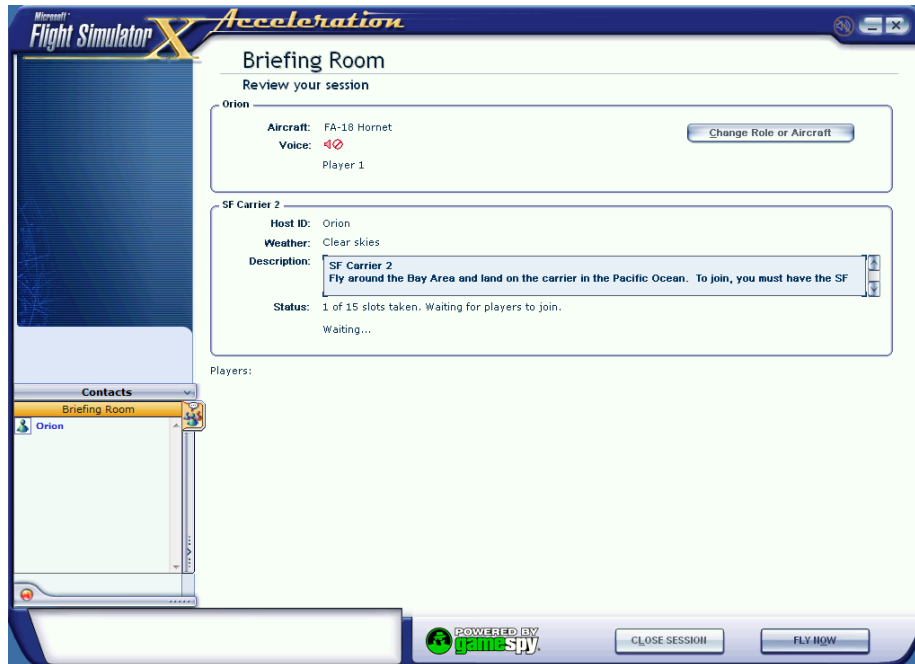 Microsoft
Flight Simulator X
Acceleration
Briefing Room
Review your session
Orion
Aircraft: FA-18 Hornet
Change Role or Aircraft
Voice:
Player 1
SF Carrier 2
Host ID: Orion
Weather: Clear skies
Description: SF Carrier 2
Fly around the Bay Area and land on the carrier in the Pacific Ocean. To join, you must have the SF
Status: 1 of 15 slots taken. Waiting for players to join.
Waiting...
Players:
Contacts
Briefing Room
Orion
POWERED BY
gamespy.
CLOSE SESSION
FLY NOW